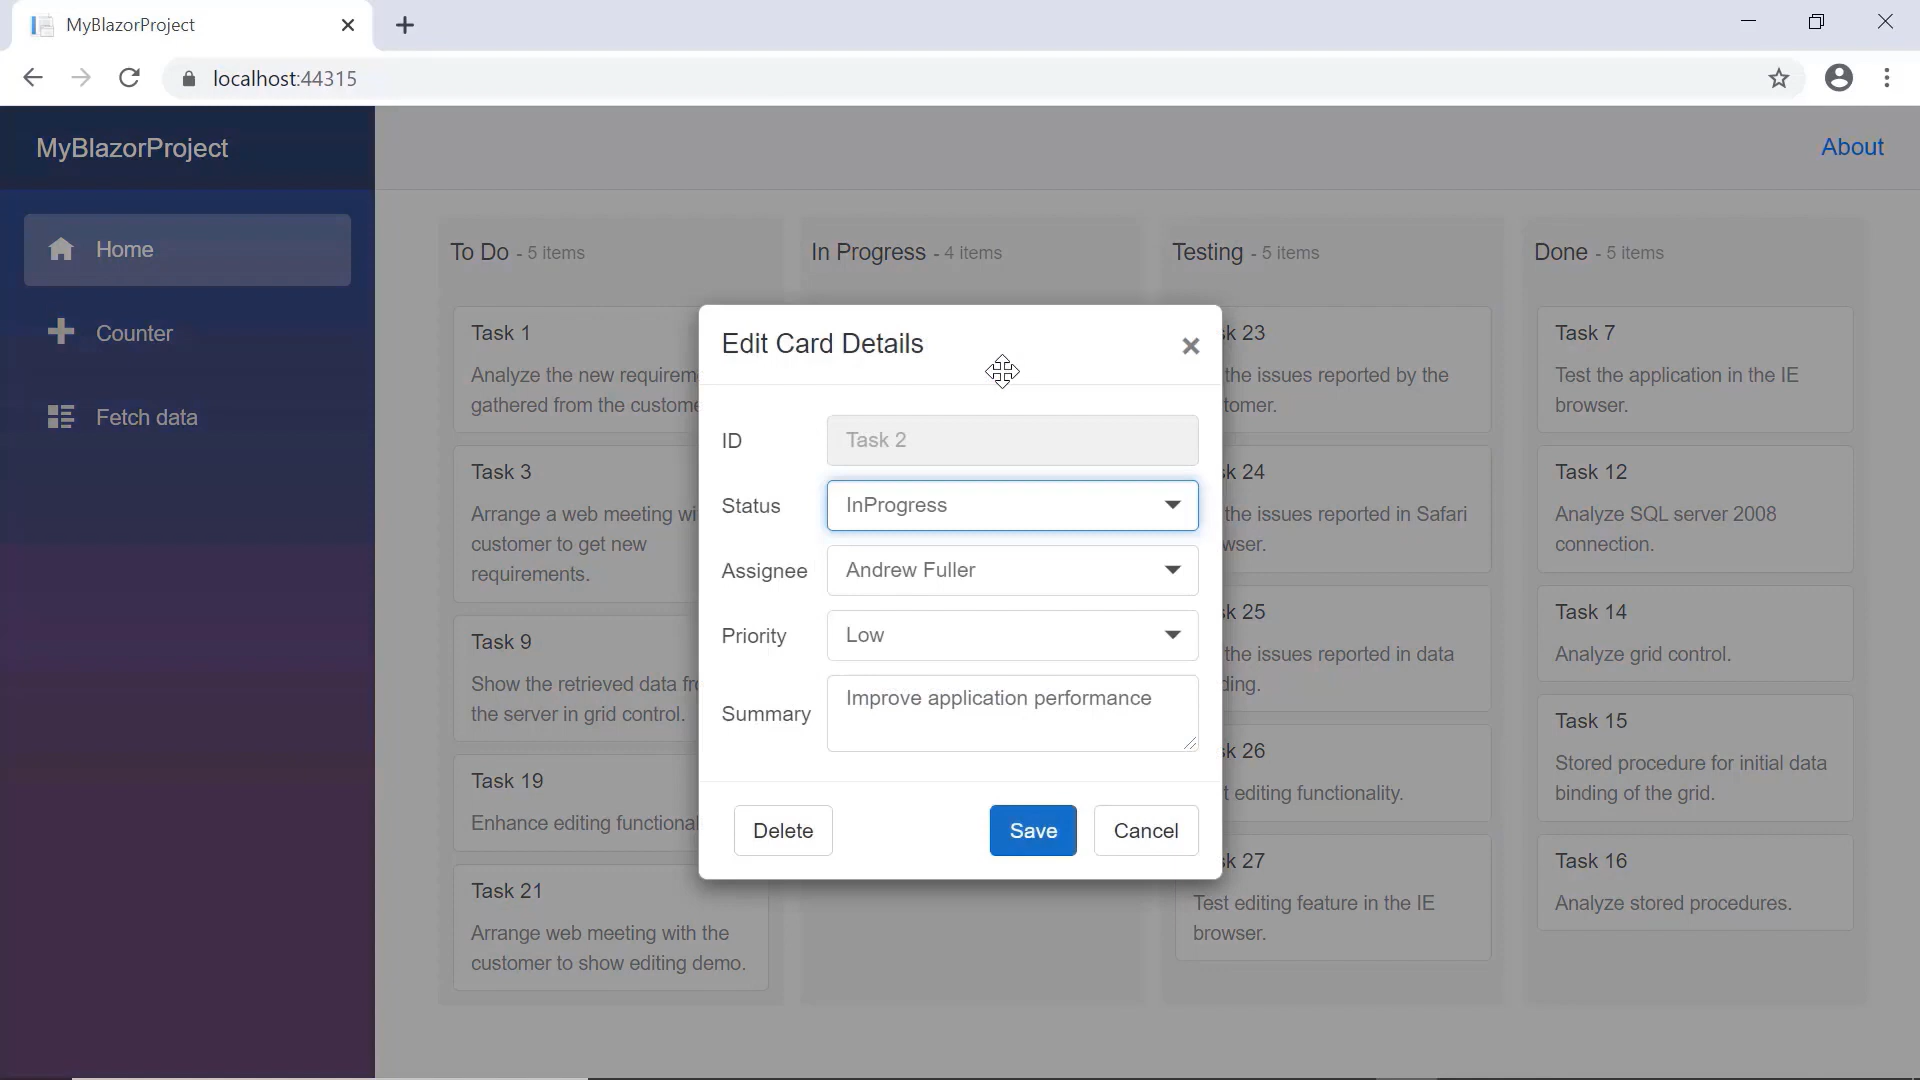 MyBlazorProject
localhost:44315
MyBlazorProject
About
Home
Counter
Fetch data
To Do - 5 items
Task 1
Analyze the new requirem
gathered from the custome
Task 3
Arrange a web meeting wi
customer to get new
requirements.
Task 9
Show the retrieved data fro
the server in grid control.
Task 19
Enhance editing functional
Task 21
Arrange web meeting with the
customer to show editing demo.
In Progress - 4 items
Edit Card Details
ID Task 2
Status InProgress
Assignee Andrew Fuller
Priority Low
Summary Improve application performance
Delete Save Cancel
Testing - 5 items
sk 23
the issues reported by the
tomer.
sk 24
the issues reported in Safari
wser.
sk 25
the issues reported in data
ding.
sk 26
t editing functionality.
sk 27
Test editing feature in the IE
browser.
Done - 5 items
Task 7
Test the application in the IE
browser.
Task 12
Analyze SQL server 2008
connection.
Task 14
Analyze grid control.
Task 15
Stored procedure for initial data
binding of the grid.
Task 16
Analyze stored procedures.